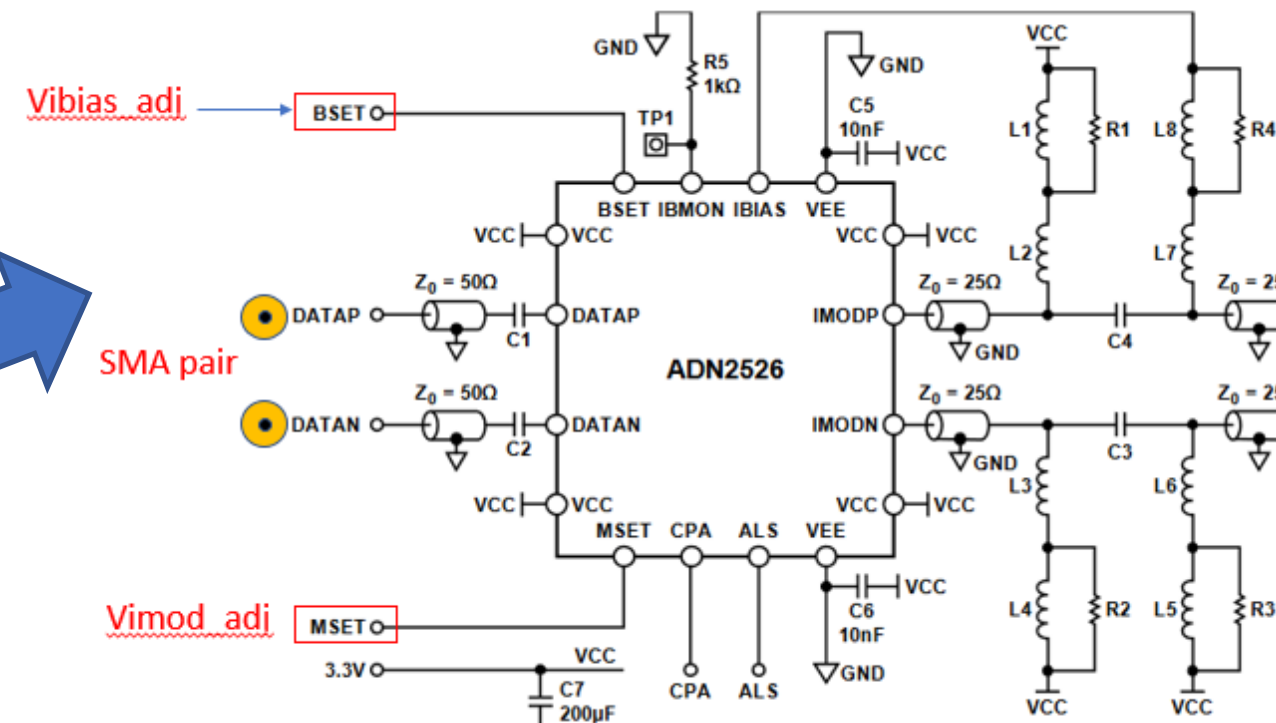 VCC
GND
R5
1kΩ
GND
Vibias_adj
BSET
TP1
C5
10nF
VCC
L1
R1
L8
R4
BSET IBMON IBIAS VEE
VCC
VCC
VCC
VCC
L2
L7
Z0 = 50Ω
Z0 = 25Ω
Z0 = 25
DATAP
DATAP
IMODP
C1
GND
C4
SMA pair
ADN2526
Z0 = 50Ω
Z0 = 25Ω
Z0 = 25
DATAN
DATAN
IMODN
C2
GND
C3
L3
L6
VCC
VCC
VCC
VCC
MSET CPA ALS VEE
VCC
C6
10nF
L4
R2
L5
R3
Vimod_adj
MSET
3.3V
VCC
C7
200µF
CPA
ALS
GND
VCC
VCC